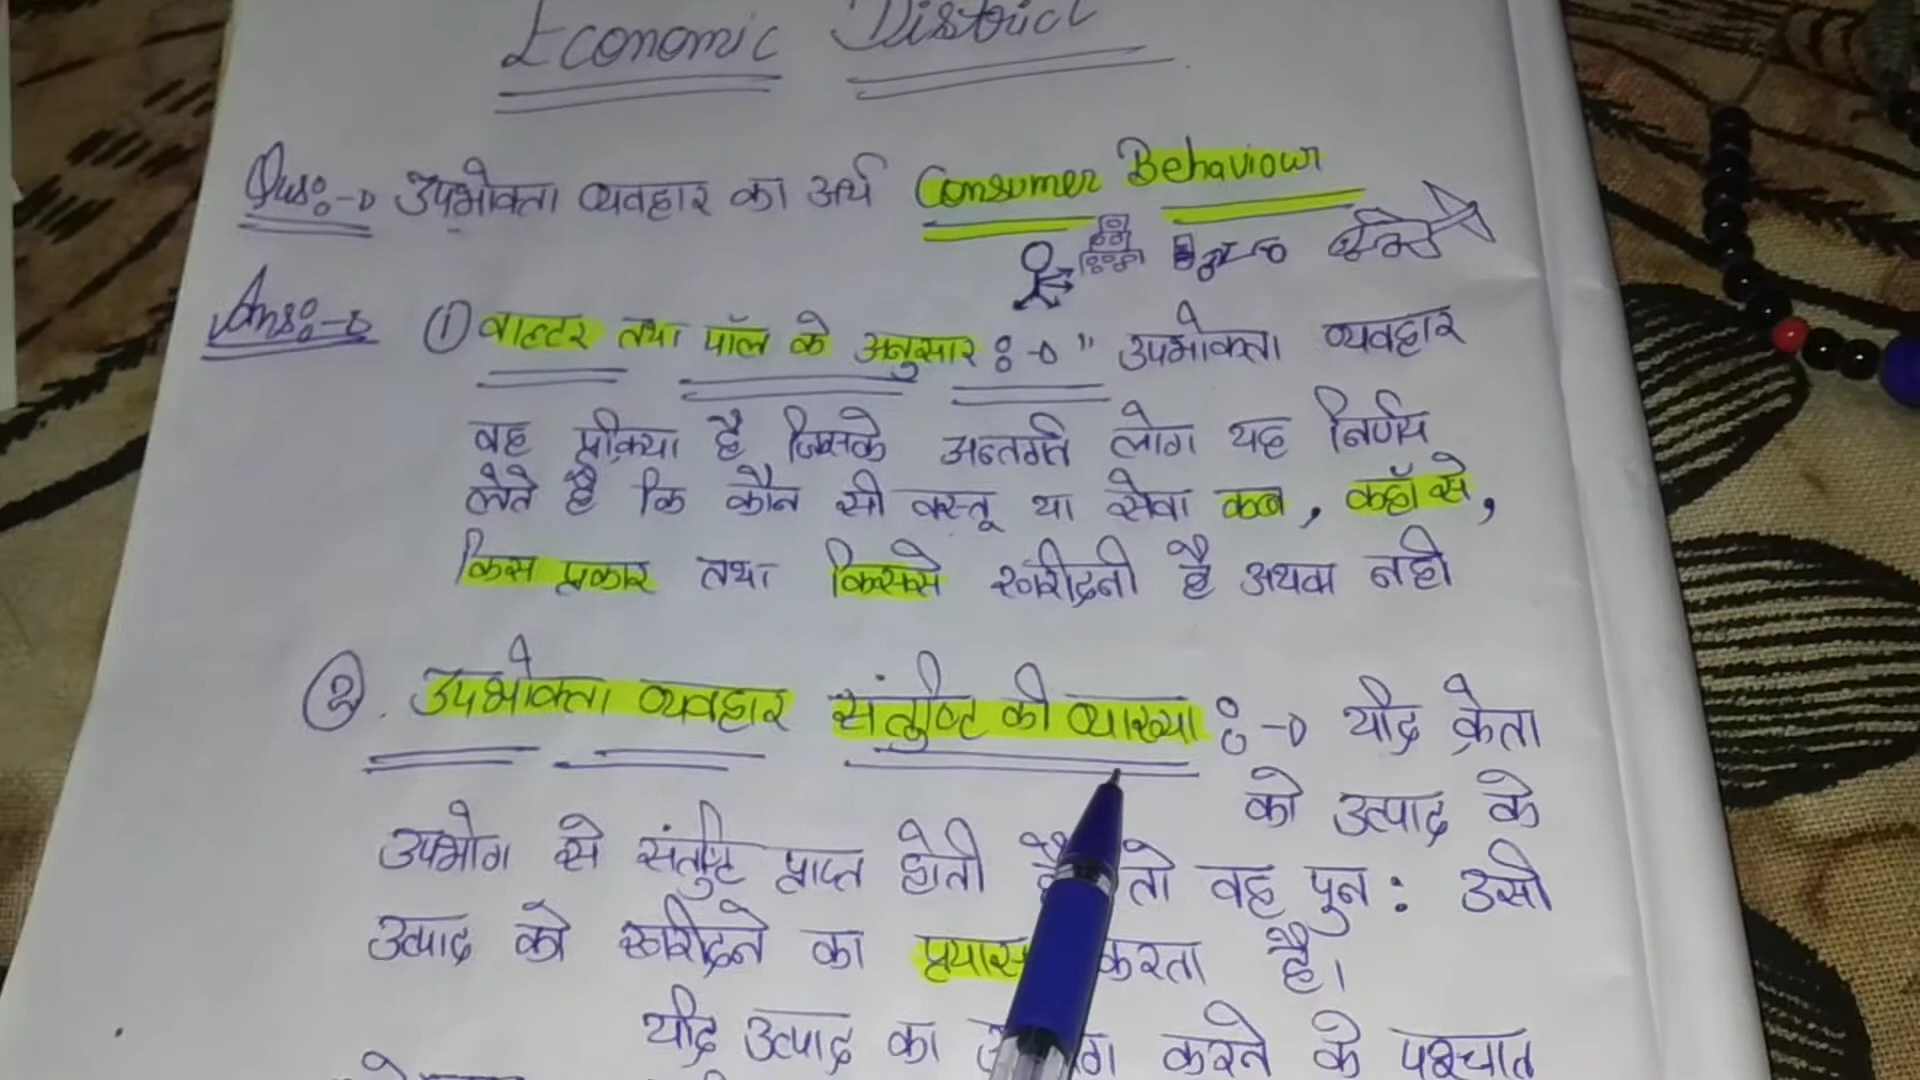 Economic District
Ques:- उपभोक्ता व्यवहार का अर्थ Consumer Behaviour
Ans:- ① वाल्टर तथा पॉल के अनुसार :- " उपभोक्ता व्यवहार
वह प्रक्रिया है जिसके अन्तर्गत लोग यह निर्णय
लेते है कि कौन सी वस्तू या सेवा कब, कहाँ से,
किस प्रकार तथा किससे खरीदनी है अथवा नही
② उपभोक्ता व्यवहार संतुष्टि की व्याख्या :- यदि क्रेता
को उत्पाद के
उपभोग से संतुष्टि प्राप्त होती है तो वह पुन: उसी
उत्पाद को खरीदने का प्रयास करता है।
यदि उत्पाद का करने के पश्चात